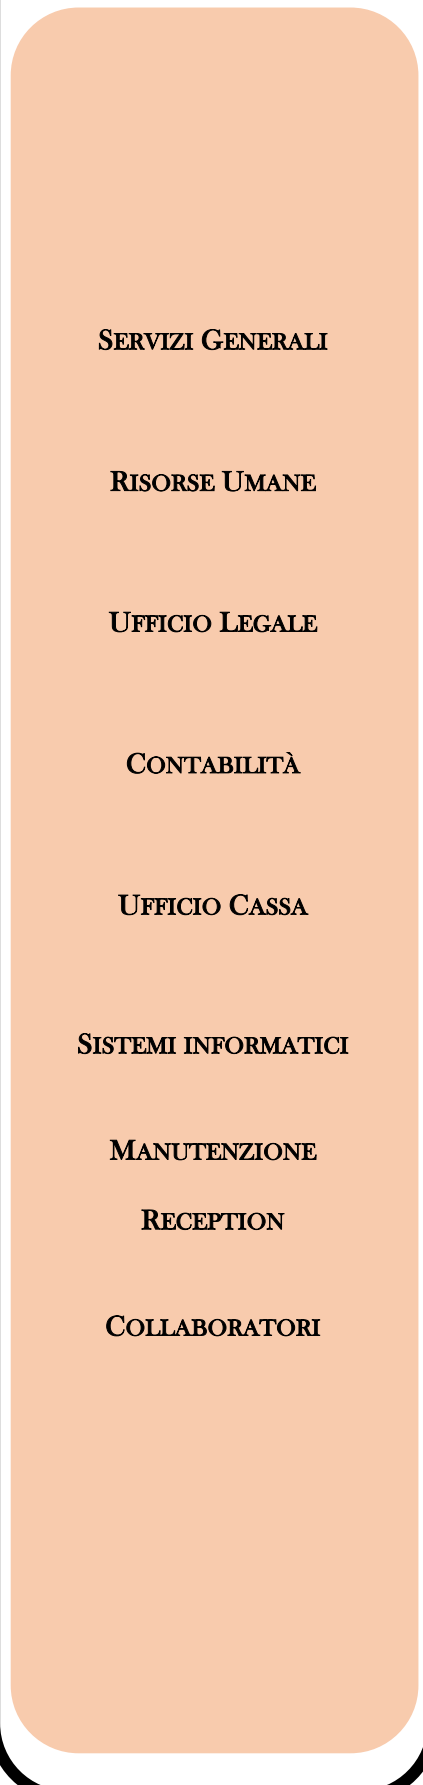 Servizi Generali
Risorse Umane
Ufficio Legale
Contabilità
Ufficio Cassa
Sistemi informatici
Manutenzione
Reception
Collaboratori